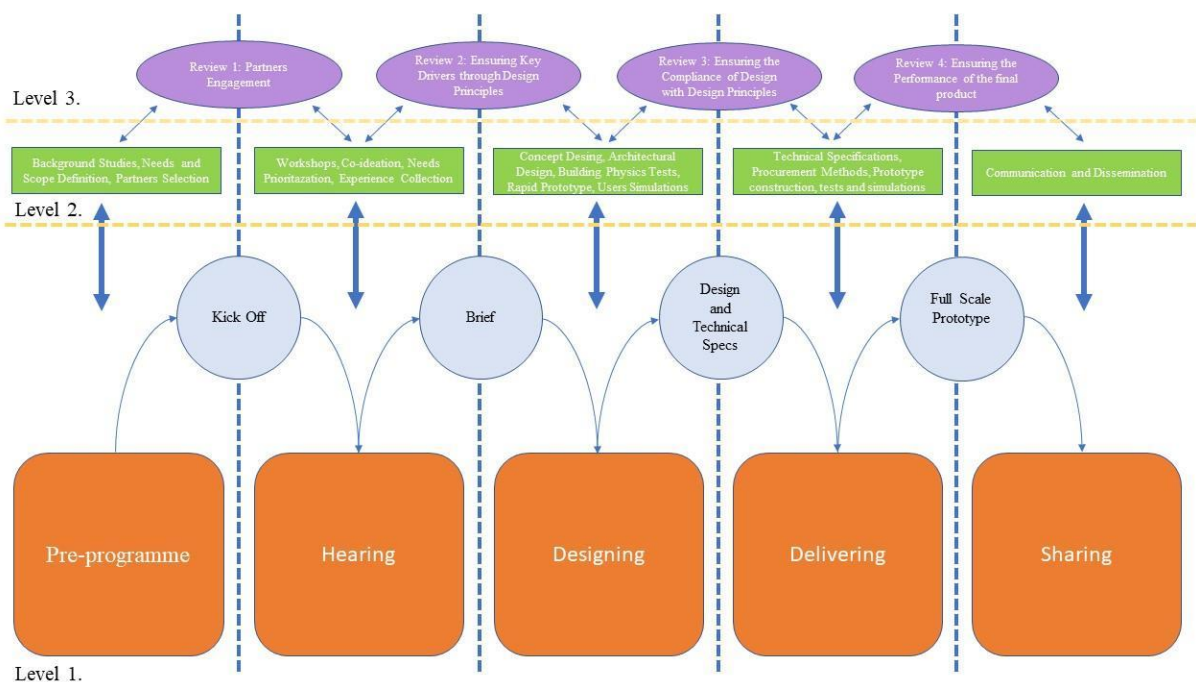 Review 1: Partners
Engagement
Review 2: Ensuring Key
Drivers through Design
Principles
Review 3: Ensuring the
Compliance of Design
with Design Principles
Review 4: Ensuring the
Performance of the final
product
Level 3.
Background Studies, Needs and
Scope Definition, Partners Selection
Workshops, Co-ideation, Needs
Prioritazation, Experience Collection
Concept Desing, Architectural
Design, Building Physics Tests,
Rapid Prototype, Users Simulations
Technical Specifications,
Procurement Methods, Prototype
construction, tests and simulations
Communication and Dissemination
Level 2.
Kick Off
Brief
Design
and
Technical
Specs
Full Scale
Prototype
Pre-programme
Hearing
Designing
Delivering
Sharing
Level 1.